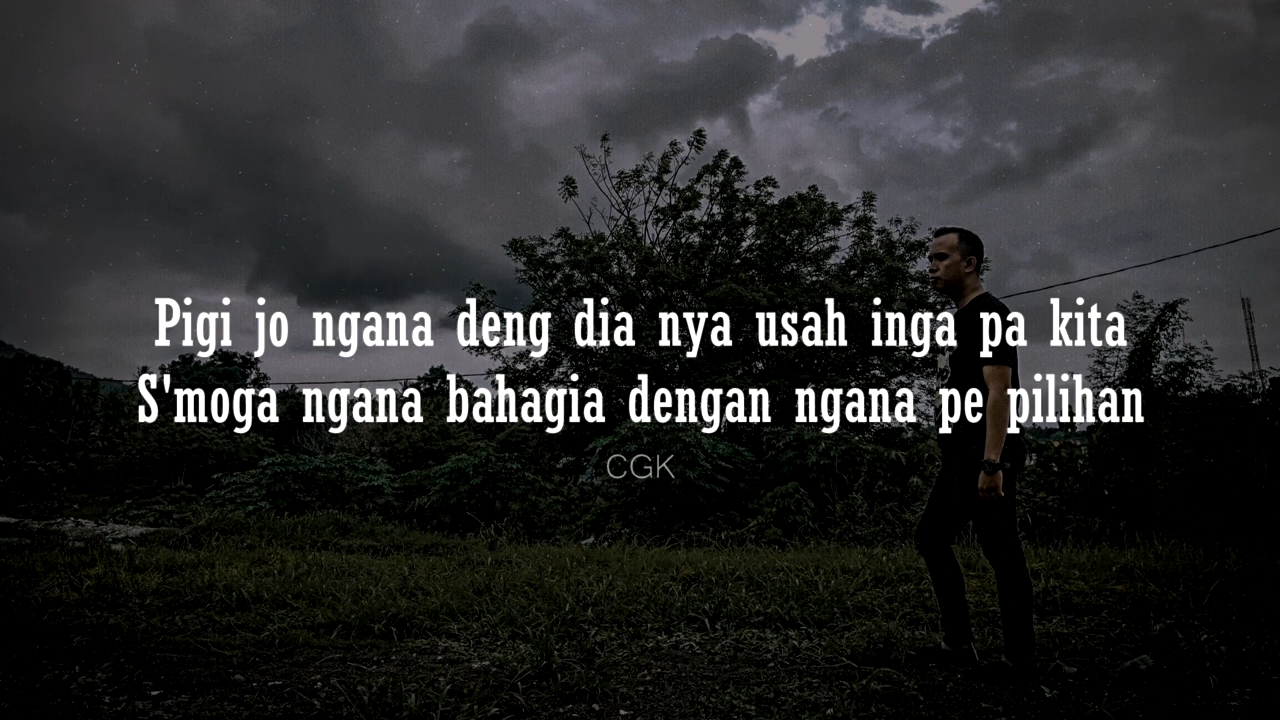 Pigi jo ngana deng dia nya usah inga pa kita
S'moga ngana bahagia dengan ngana pe pilihan
CGK